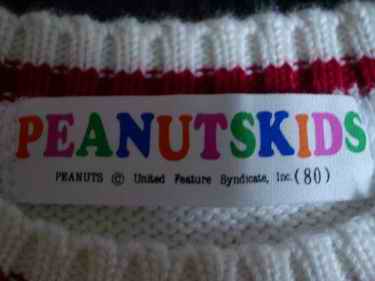 PEANUTSKIDS
PEANUTS © United Feature Syndicate, Inc.(80)